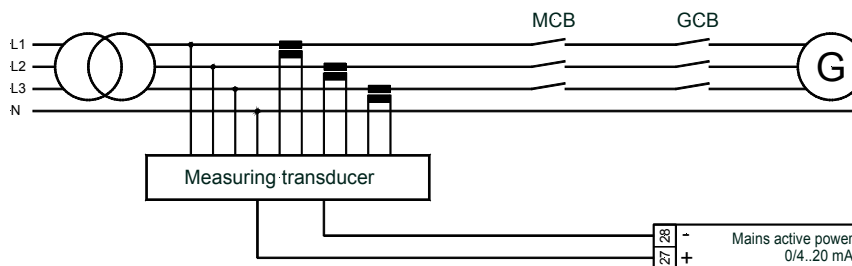 MCB GCB
L1
L2
L3
N
G
Measuring transducer
28 - Mains active power
27 + 0/4..20 mA